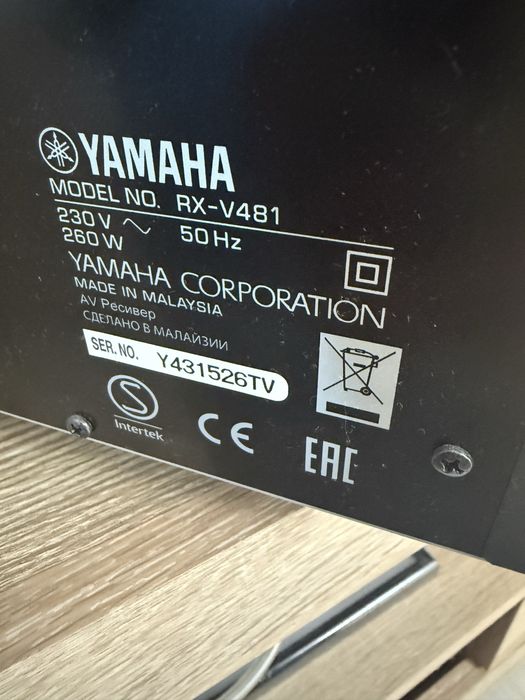 YAMAHA
MODEL NO. RX-V481
230 V ~ 50 Hz
260 W
YAMAHA CORPORATION
MADE IN MALAYSIA
AV Ресивер
СДЕЛАНО В МАЛАЙЗИИ
SER. NO. Y431526TV
S
Intertek
CE
EAC